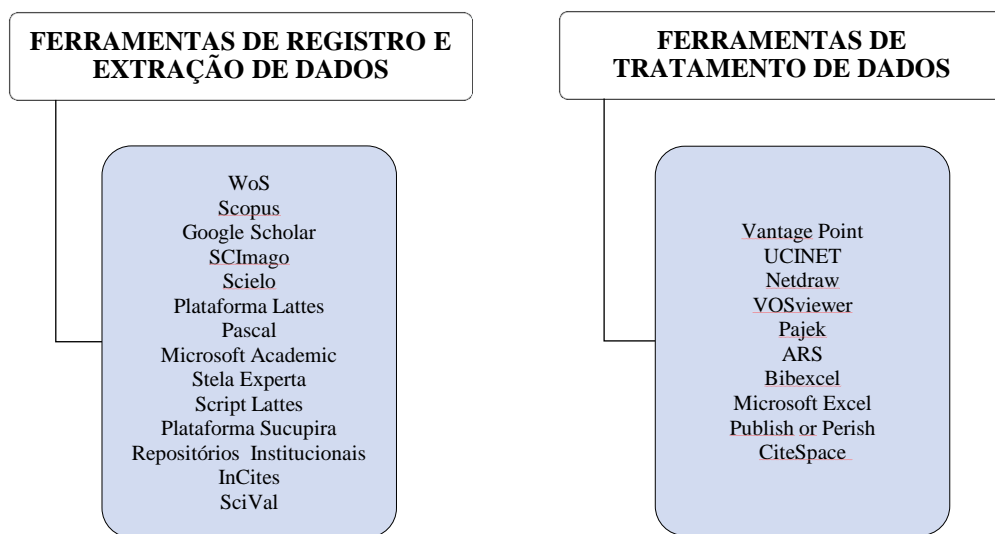 FERRAMENTAS DE REGISTRO E
EXTRAÇÃO DE DADOS
WoS
Scopus
Google Scholar
SCImago
Scielo
Plataforma Lattes
Pascal
Microsoft Academic
Stela Experta
Script Lattes
Plataforma Sucupira
Repositórios Institucionais
InCites
SciVal
FERRAMENTAS DE
TRATAMENTO DE DADOS
Vantage Point
UCINET
Netdraw
VOSviewer
Pajek
ARS
Bibexcel
Microsoft Excel
Publish or Perish
CiteSpace